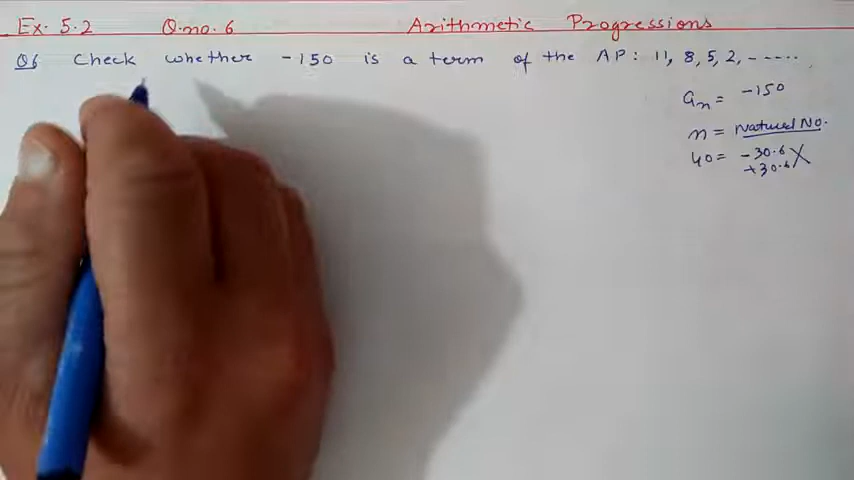 Ex. 5.2 Q.no. 6 Arithmetic Progressions
Q6 Check whether -150 is a term of the AP: 11, 8, 5, 2, ------
an = -150
n = Natural No.
40 = -30.6 X
+30.6